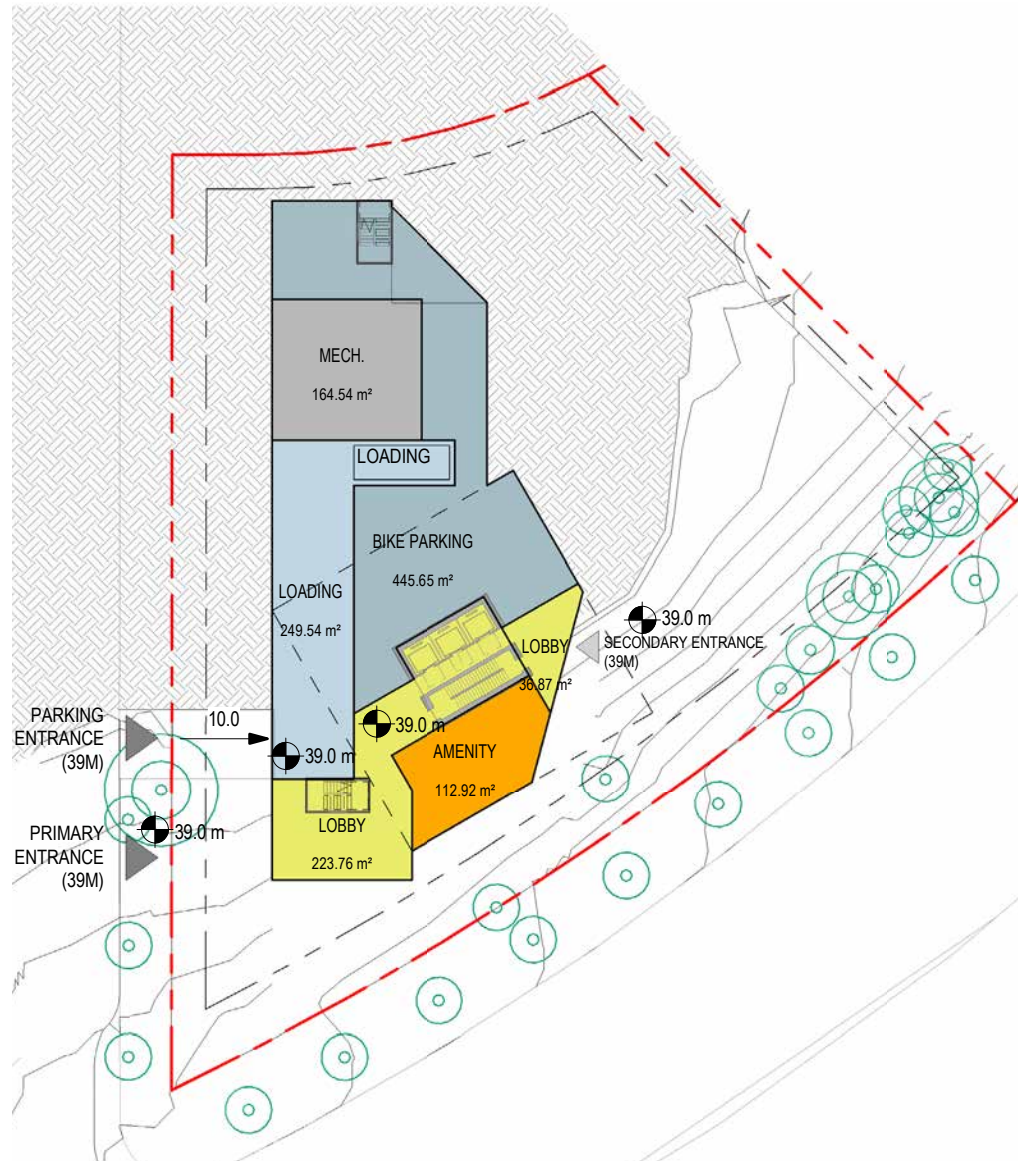 MECH.
164.54 m²
LOADING
BIKE PARKING
445.65 m²
LOADING
249.54 m²
39.0 m
SECONDARY ENTRANCE
(39M)
LOBBY
36.87 m²
PARKING
ENTRANCE
(39M)
10.0
39.0 m
39.0 m
AMENITY
112.92 m²
PRIMARY
ENTRANCE
(39M)
39.0 m
LOBBY
223.76 m²